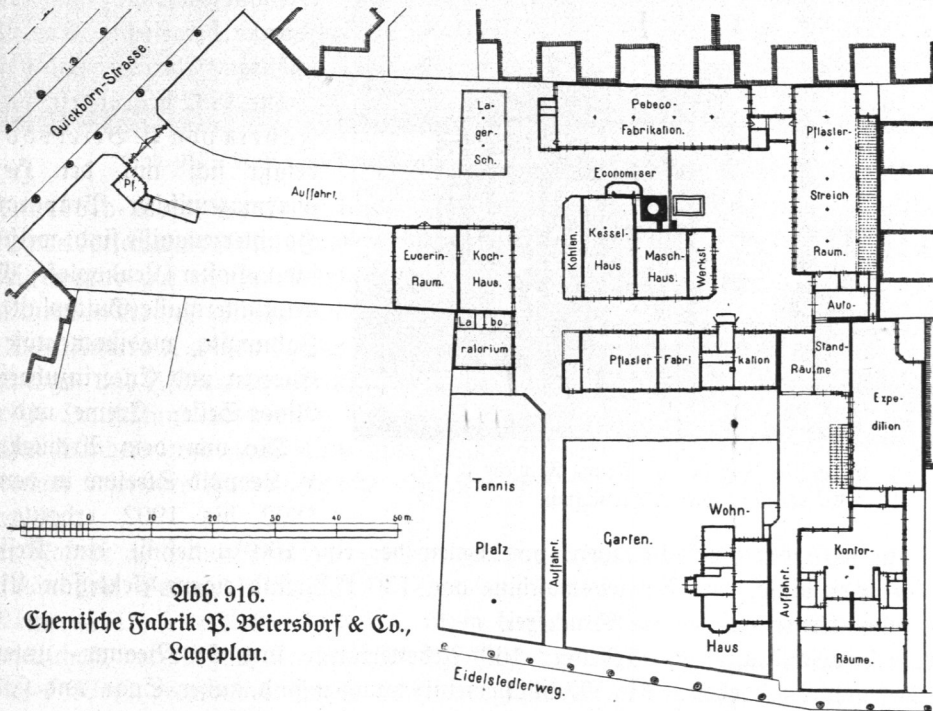 Quickborn-Strasse.
Pf.
Auffahrt.
La-
ger-
Sch.
Pebeco-
Fabrikation.
Pflaster-
Streich
Raum.
Auto-
Economiser
Kohlen.
Kessel-
Haus
Masch-
Haus.
Werkst.
Eucerin-
Raum.
Koch-
Haus.
La bo
ratorium
Pflaster-Fabri kation
Stand-
Räume
Expe-
dition
Tennis
Platz
Auffahrt.
Garten.
Wohn-
Haus
Auffahrt.
Kontor-
Räume.
Eidelstedterweg.
10 0 10 20 30 40 50 m.
Abb. 916.
Chemische Fabrik P. Beiersdorf & Co.,
Lageplan.